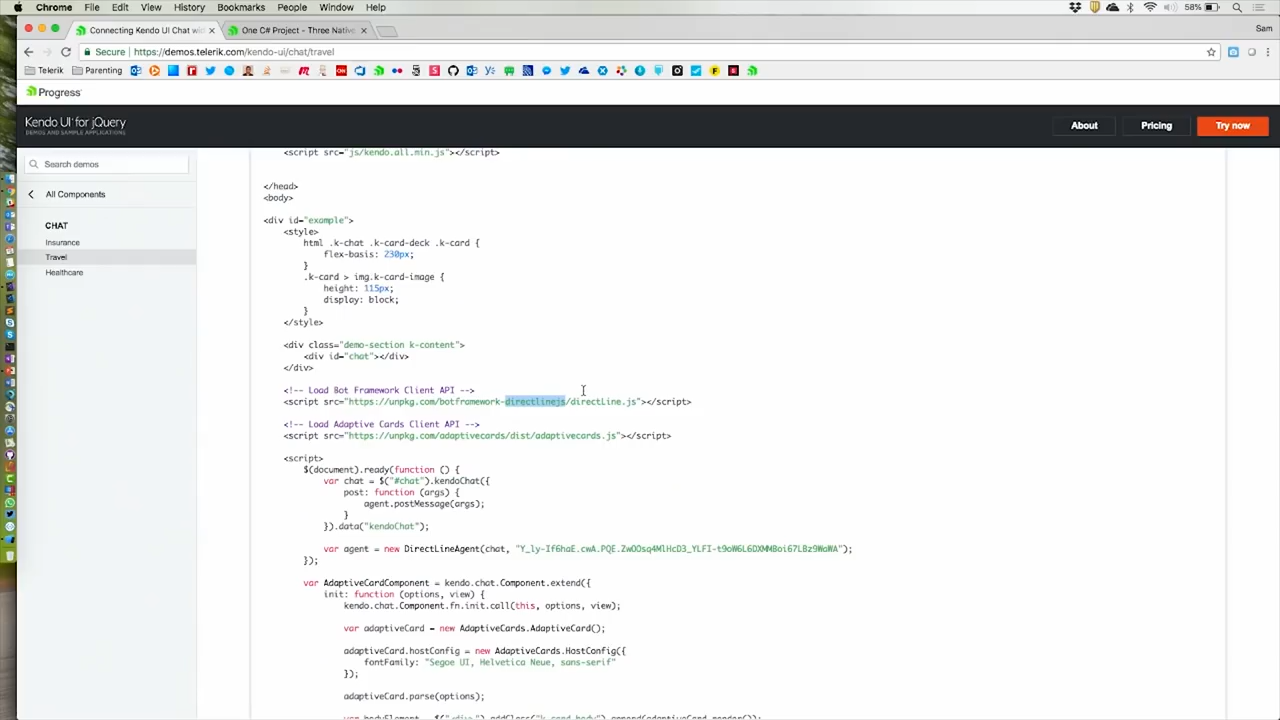 Chrome File Edit View History Bookmarks People Window Help 58%
Connecting Kendo UI Chat wi One C# Project - Three Native Sam
Secure https://demos.telerik.com/kendo-ui/chat/travel
Telerik Parenting
Progress
Kendo UI for jQuery
DEMOS AND SAMPLE APPLICATIONS
About Pricing Try now
Search demos
All Components
CHAT
Insurance
Travel
Healthcare
<script src="js/kendo.all.min.js"></script>
</head>
<body>
<div id="example">
<style>
html .k-chat .k-card-deck .k-card {
flex-basis: 230px;
}
.k-card > img.k-card-image {
height: 115px;
display: block;
}
</style>
<div class="demo-section k-content">
<div id="chat"></div>
</div>
<!-- Load Bot Framework Client API -->
<script src="https://unpkg.com/botframework-directlinejs/directLine.js"></script>
<!-- Load Adaptive Cards Client API -->
<script src="https://unpkg.com/adaptivecards/dist/adaptivecards.js"></script>
<script>
$(document).ready(function () {
var chat = $("#chat").kendoChat({
post: function (args) {
agent.postMessage(args);
}
}).data("kendoChat");
var agent = new DirectLineAgent(chat, "Y_ly-If6haE.cwA.PQE.ZwOOsq4MlHcD3_YLFI-t9oW6L6DXMMBoi67LBz9WaWA");
});
var AdaptiveCardComponent = kendo.chat.Component.extend({
init: function (options, view) {
kendo.chat.Component.fn.init.call(this, options, view);
var adaptiveCard = new AdaptiveCards.AdaptiveCard();
adaptiveCard.hostConfig = new AdaptiveCards.HostConfig({
fontFamily: "Segoe UI, Helvetica Neue, sans-serif"
});
adaptiveCard.parse(options);